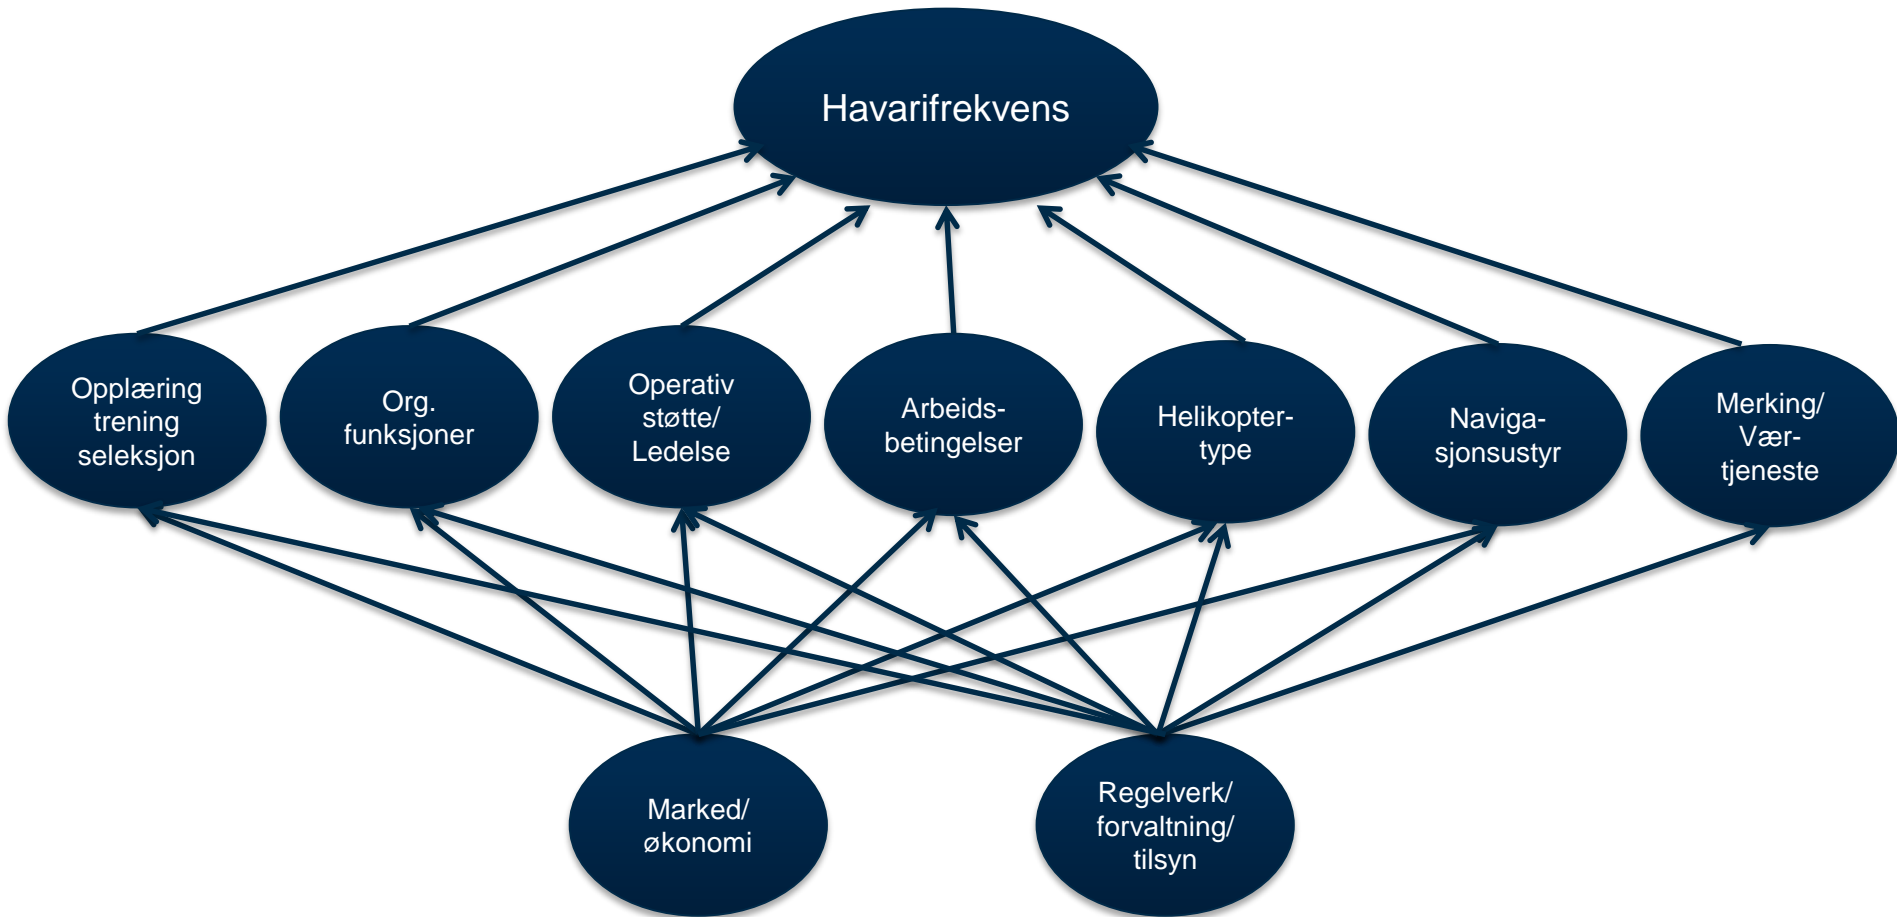 Havarifrekvens
Opplæring
trening
seleksjon
Org.
funksjoner
Operativ
støtte/
Ledelse
Arbeids-
betingelser
Helikopter-
type
Naviga-
sjonsustyr
Merking/
Vær-
tjeneste
Marked/
økonomi
Regelverk/
forvaltning/
tilsyn